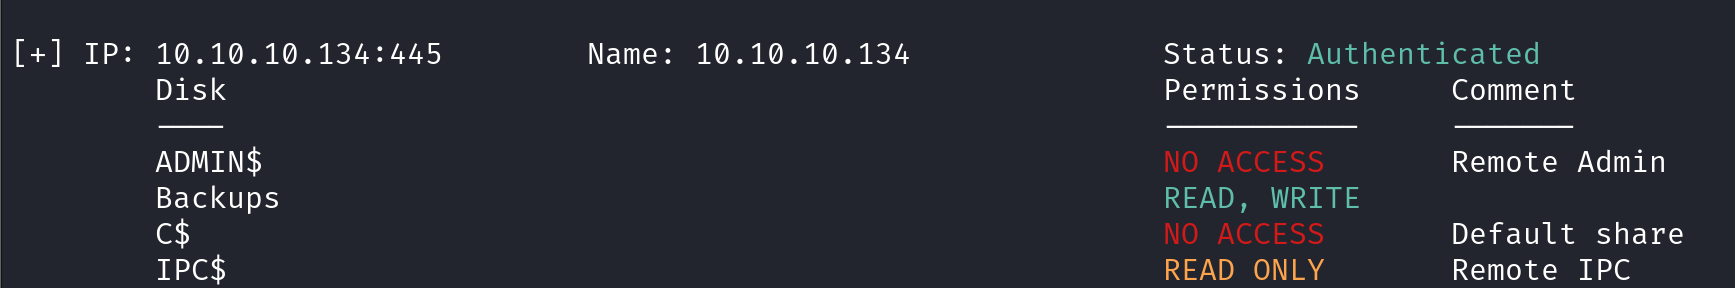 [+] IP: 10.10.10.134:445 Name: 10.10.10.134 Status: Authenticated
Disk Permissions Comment
---- ----------- -------
ADMIN$ NO ACCESS Remote Admin
Backups READ, WRITE
C$ NO ACCESS Default share
IPC$ READ ONLY Remote IPC